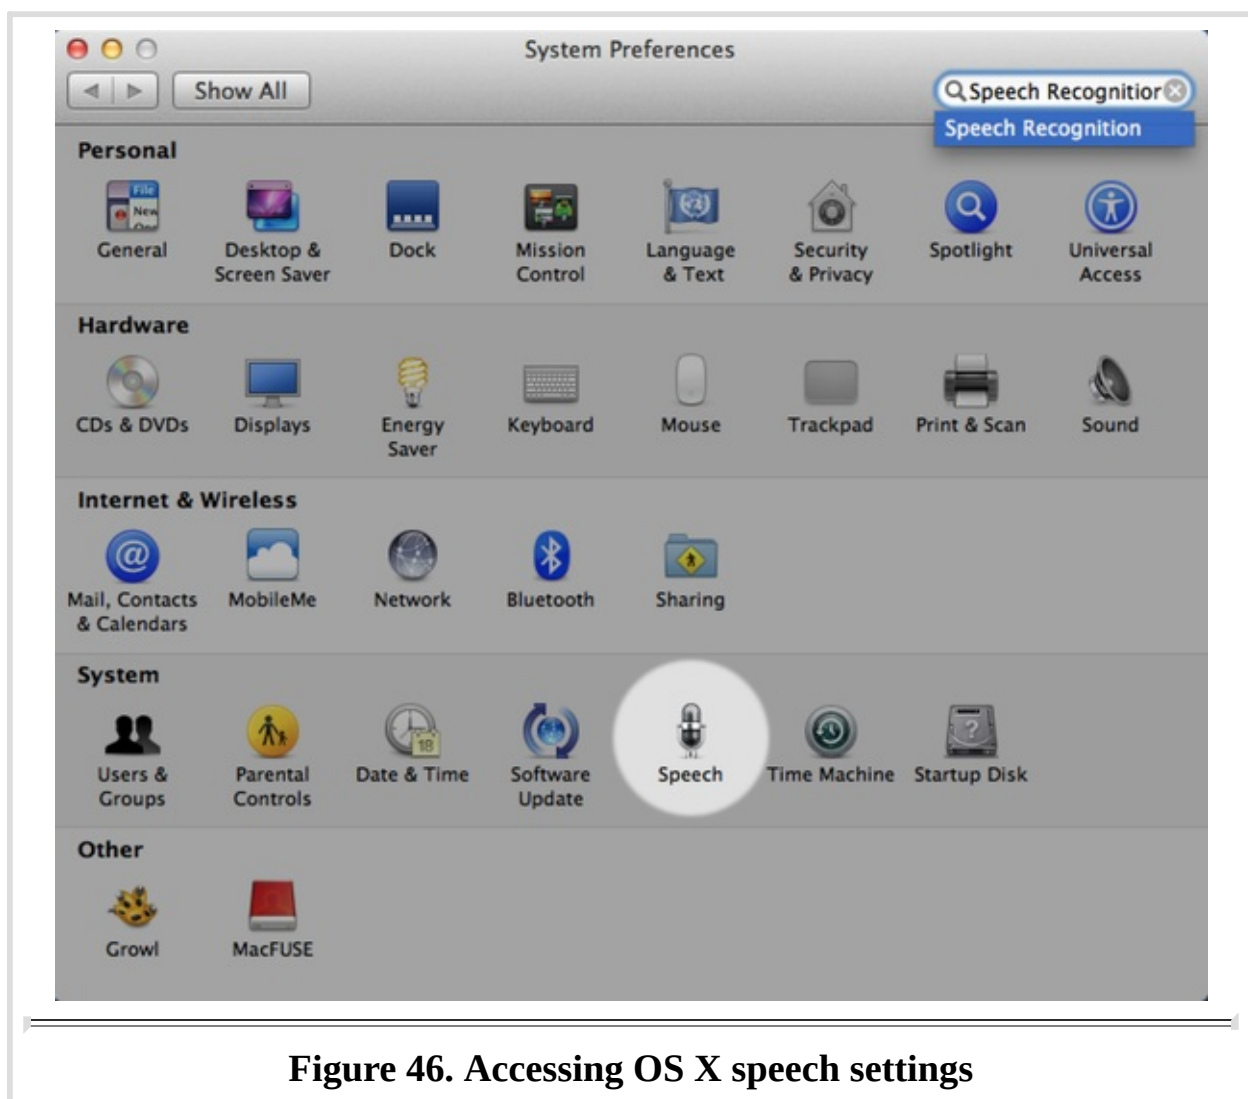 System Preferences
Show All
Speech Recognition
Speech Recognition
Personal
File
New
General
Desktop &
Screen Saver
Dock
Mission
Control
Language
& Text
Security
& Privacy
Spotlight
Universal
Access
Hardware
CDs & DVDs
Displays
Energy
Saver
Keyboard
Mouse
Trackpad
Print & Scan
Sound
Internet & Wireless
@
Mail, Contacts
& Calendars
MobileMe
Network
Bluetooth
Sharing
System
Users &
Groups
Parental
Controls
18
Date & Time
Software
Update
Speech
Time Machine
?
Startup Disk
Other
Growl
MacFUSE
Figure 46. Accessing OS X speech settings